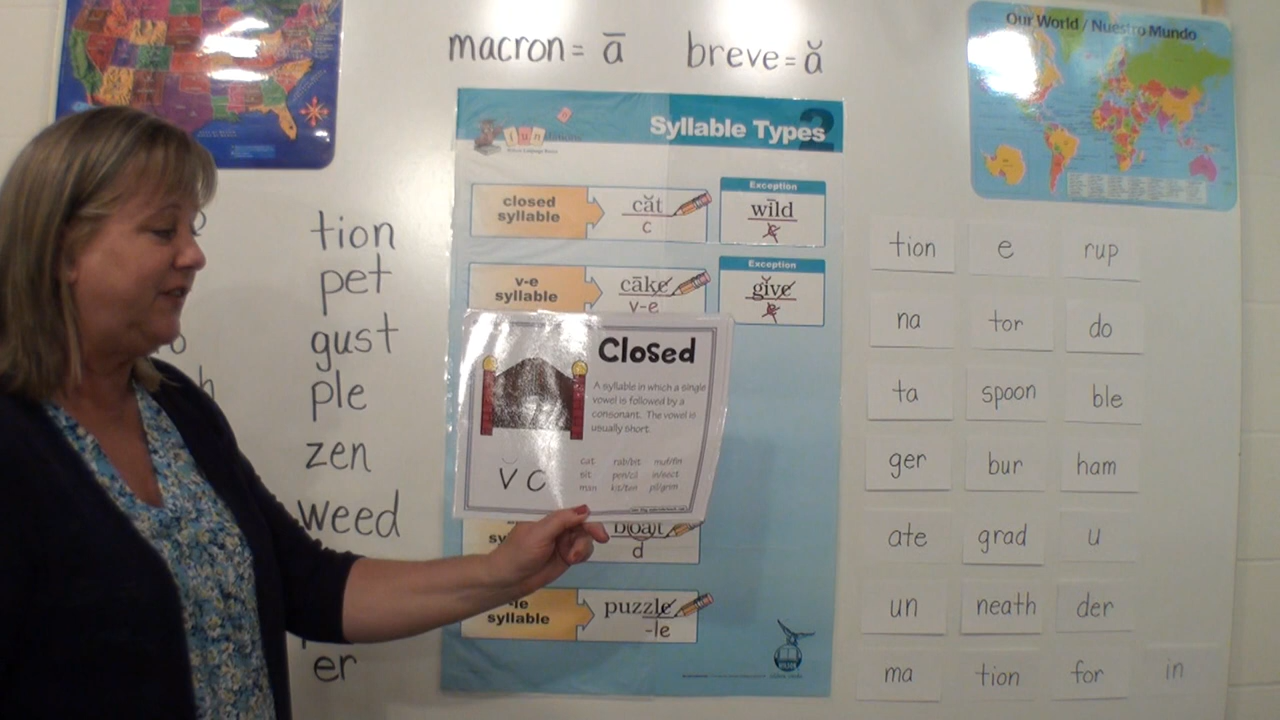 macron = ā
breve = ă
Our World / Nuestro Mundo
Syllable Types
2
closed
syllable
căt
c
Exception
wīld
v-e
syllable
cāke
v-e
Exception
gĭve
Closed
A syllable in which a single
vowel is followed by a
consonant. The vowel is
usually short.
v̆ c
cat rab/bit muf/fin
sit pen/cil in/sect
man kit/ten pil/grim
b(oa)t
d
-le
syllable
puzzle
-le
tion
pet
gust
ple
zen
weed
er
tion e rup
na tor do
ta spoon ble
ger bur ham
ate grad u
un neath der
ma tion for in